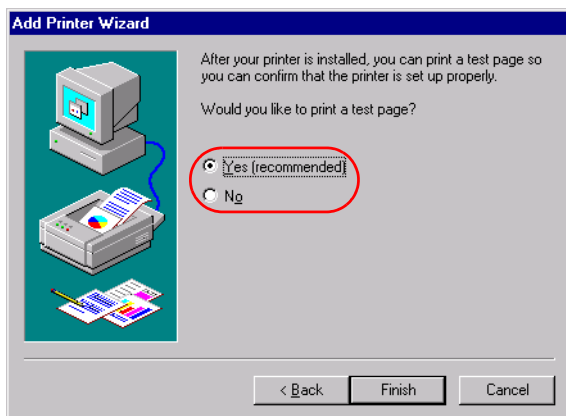 Add Printer Wizard
After your printer is installed, you can print a test page so
you can confirm that the printer is set up properly.
Would you like to print a test page?
Yes (recommended)
No
< Back
Finish
Cancel